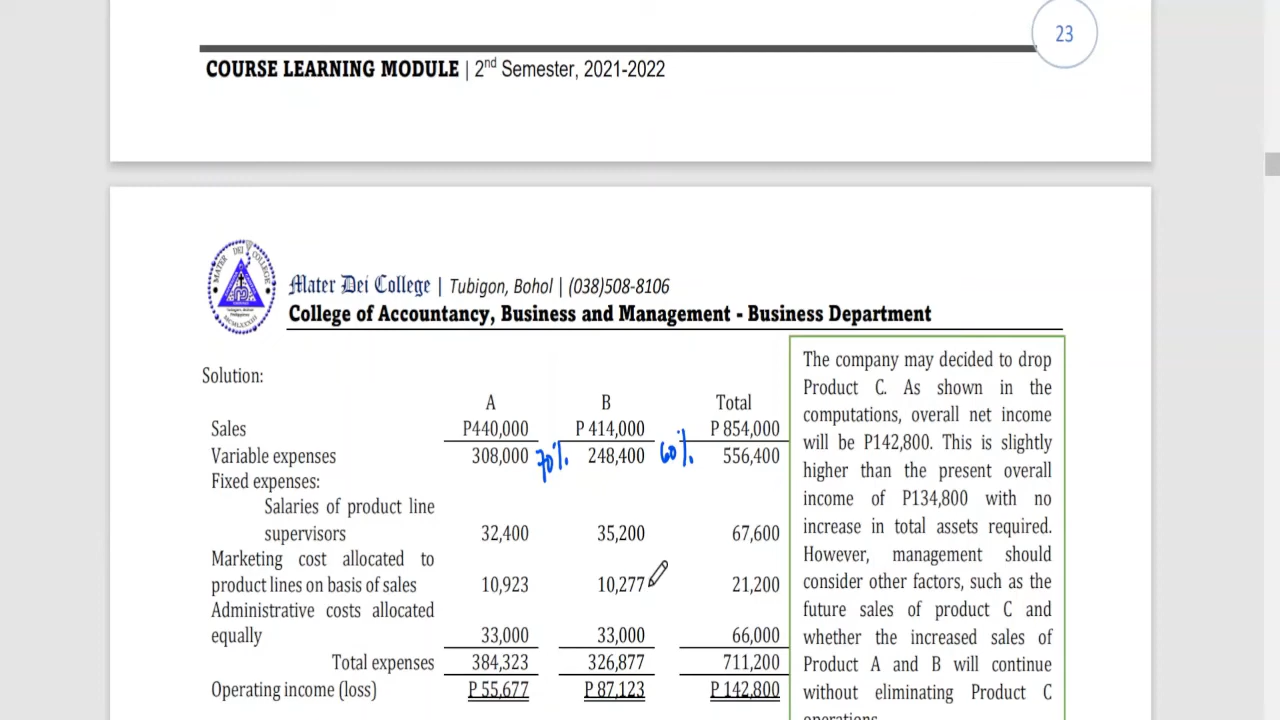 23
COURSE LEARNING MODULE | 2nd Semester, 2021-2022
Mater Dei College | Tubigon, Bohol | (038)508-8106
College of Accountancy, Business and Management - Business Department
Solution:
A B Total
Sales P440,000 P 414,000 P 854,000
Variable expenses 308,000 70% 248,400 60% 556,400
Fixed expenses:
Salaries of product line
supervisors 32,400 35,200 67,600
Marketing cost allocated to
product lines on basis of sales 10,923 10,277 21,200
Administrative costs allocated
equally 33,000 33,000 66,000
Total expenses 384,323 326,877 711,200
Operating income (loss) P 55,677 P 87,123 P 142,800
The company may decided to drop
Product C. As shown in the
computations, overall net income
will be P142,800. This is slightly
higher than the present overall
income of P134,800 with no
increase in total assets required.
However, management should
consider other factors, such as the
future sales of product C and
whether the increased sales of
Product A and B will continue
without eliminating Product C
operations